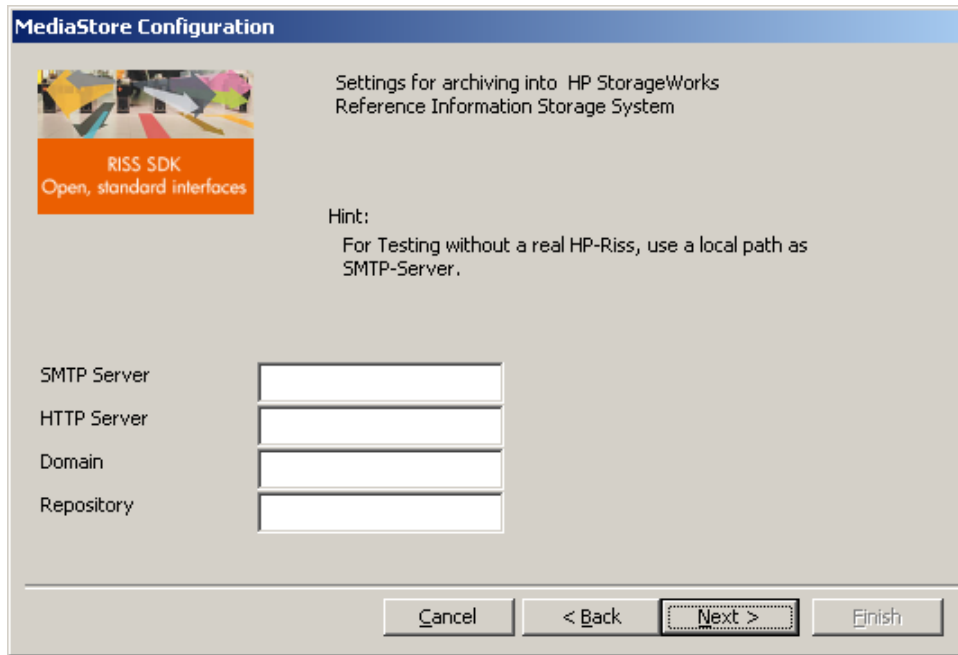 MediaStore Configuration
RISS SDK
Open, standard interfaces
Settings for archiving into HP StorageWorks
Reference Information Storage System
Hint:
For Testing without a real HP-Riss, use a local path as
SMTP-Server.
SMTP Server
HTTP Server
Domain
Repository
Cancel
< Back
Next >
Finish